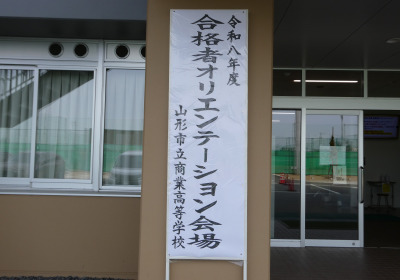 令和八年度
合格者オリエンテーション会場
山形市立商業高等学校